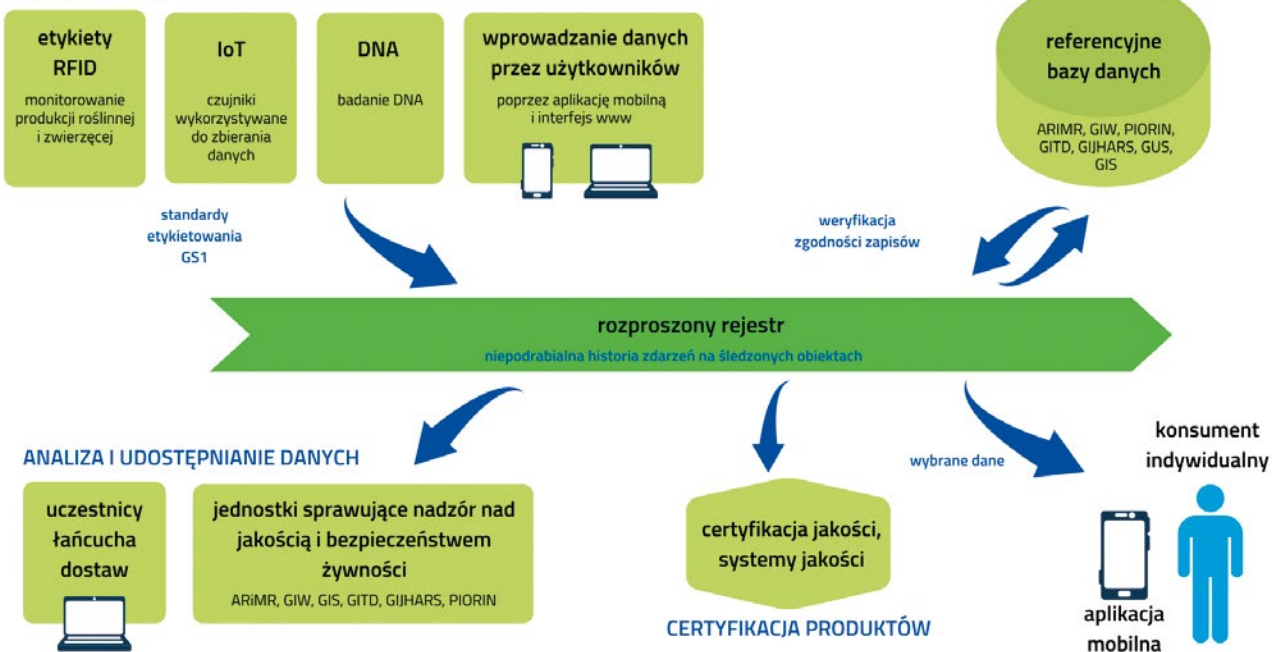 etykiety
RFID
monitorowanie
produkcji roślinnej
i zwierzęcej
IoT
czujniki
wykorzystywane
do zbierania
danych
DNA
badanie DNA
wprowadzanie danych
przez użytkowników
poprzez aplikację mobilną
i interfejs www
referencyjne
bazy danych
ARIMR, GIW, PIORIN,
GITD, GIJHARS, GUS,
GIS
standardy
etykietowania
GS1
weryfikacja
zgodności zapisów
rozproszony rejestr
niepodrabialna historia zdarzeń na śledzonych obiektach
ANALIZA I UDOSTĘPNIANIE DANYCH
uczestnicy
łańcucha
dostaw
jednostki sprawujące nadzór nad
jakością i bezpieczeństwem
żywności
ARiMR, GIW, GIS, GITD, GIJHARS, PIORIN
certyfikacja jakości,
systemy jakości
CERTYFIKACJA PRODUKTÓW
wybrane dane
konsument
indywidualny
aplikacja
mobilna